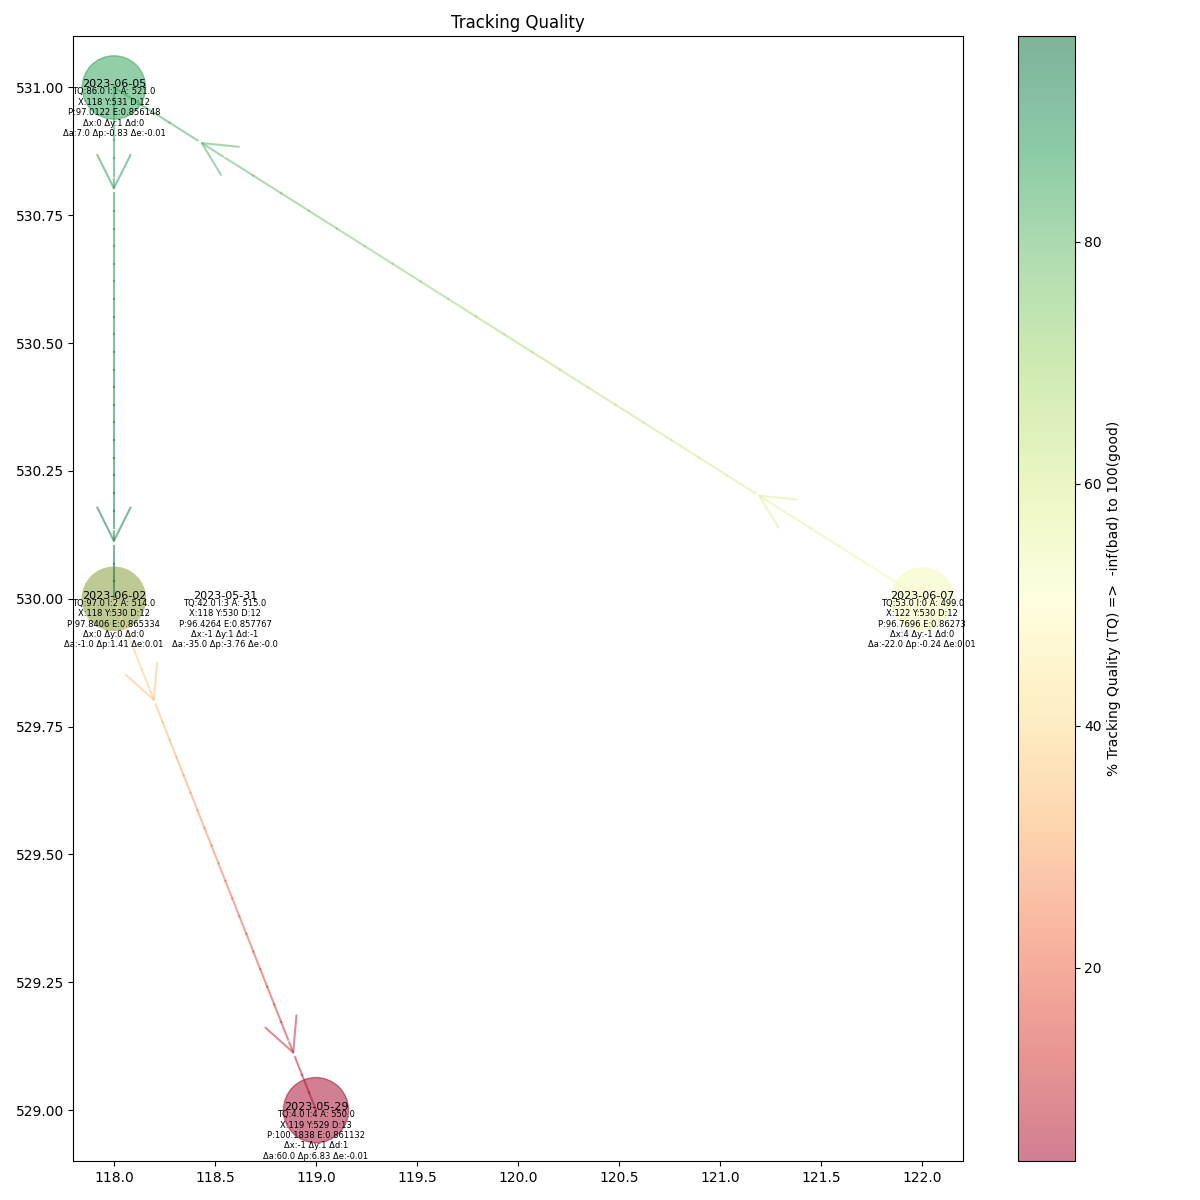 Tracking Quality
531.00
530.75
530.50
530.25
530.00
529.75
529.50
529.25
529.00
2023-06-05
TQ:86.0 I:1 A: 521.0
X:118 Y:531 D:12
P:97.0122 E:0.856148
Δx:0 Δy:1 Δd:0
Δa:7.0 Δp:-0.83 Δe:-0.01
2023-06-02
TQ:97.0 I:2 A: 514.0
X:118 Y:530 D:12
P:97.8406 E:0.865334
Δx:0 Δy:0 Δd:0
Δa:-1.0 Δp:1.41 Δe:0.01
2023-05-31
TQ:42.0 I:3 A: 515.0
X:118 Y:530 D:12
P:96.4264 E:0.857767
Δx:-1 Δy:1 Δd:-1
Δa:-35.0 Δp:-3.76 Δe:-0.0
2023-06-07
TQ:53.0 I:0 A: 499.0
X:122 Y:530 D:12
P:96.7696 E:0.86273
Δx:4 Δy:-1 Δd:0
Δa:-22.0 Δp:-0.24 Δe:0.01
2023-05-29
TQ:4.0 I:4 A: 550.0
X:119 Y:529 D:13
P:100.1838 E:0.861132
Δx:-1 Δy:1 Δd:1
Δa:60.0 Δp:6.83 Δe:-0.01
118.0
118.5
119.0
119.5
120.0
120.5
121.0
121.5
122.0
80
60
40
20
% Tracking Quality (TQ) => -inf(bad) to 100(good)